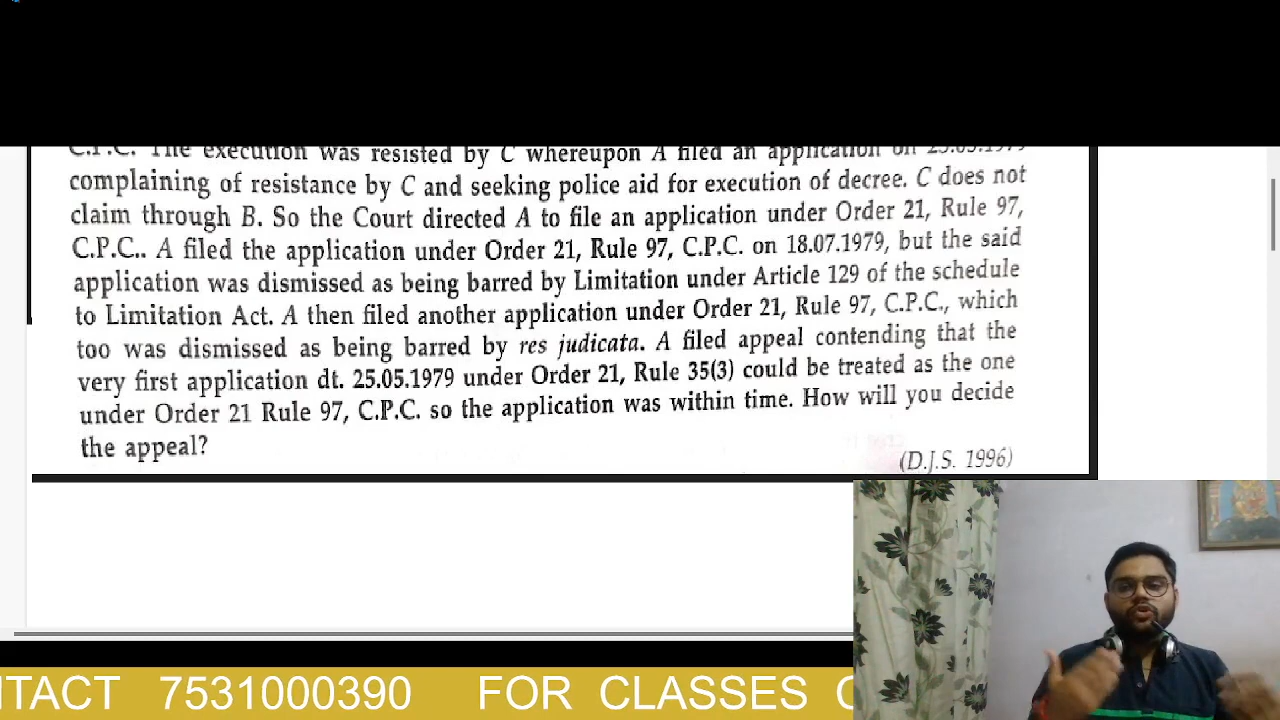 C.P.C. The execution was resisted by C whereupon A filed an application on 25.05.1979
complaining of resistance by C and seeking police aid for execution of decree. C does not
claim through B. So the Court directed A to file an application under Order 21, Rule 97,
C.P.C.. A filed the application under Order 21, Rule 97, C.P.C. on 18.07.1979, but the said
application was dismissed as being barred by Limitation under Article 129 of the schedule
to Limitation Act. A then filed another application under Order 21, Rule 97, C.P.C., which
too was dismissed as being barred by res judicata. A filed appeal contending that the
very first application dt. 25.05.1979 under Order 21, Rule 35(3) could be treated as the one
under Order 21 Rule 97, C.P.C. so the application was within time. How will you decide
the appeal?
(D.J.S. 1996)
7531000390 FOR CLASSES